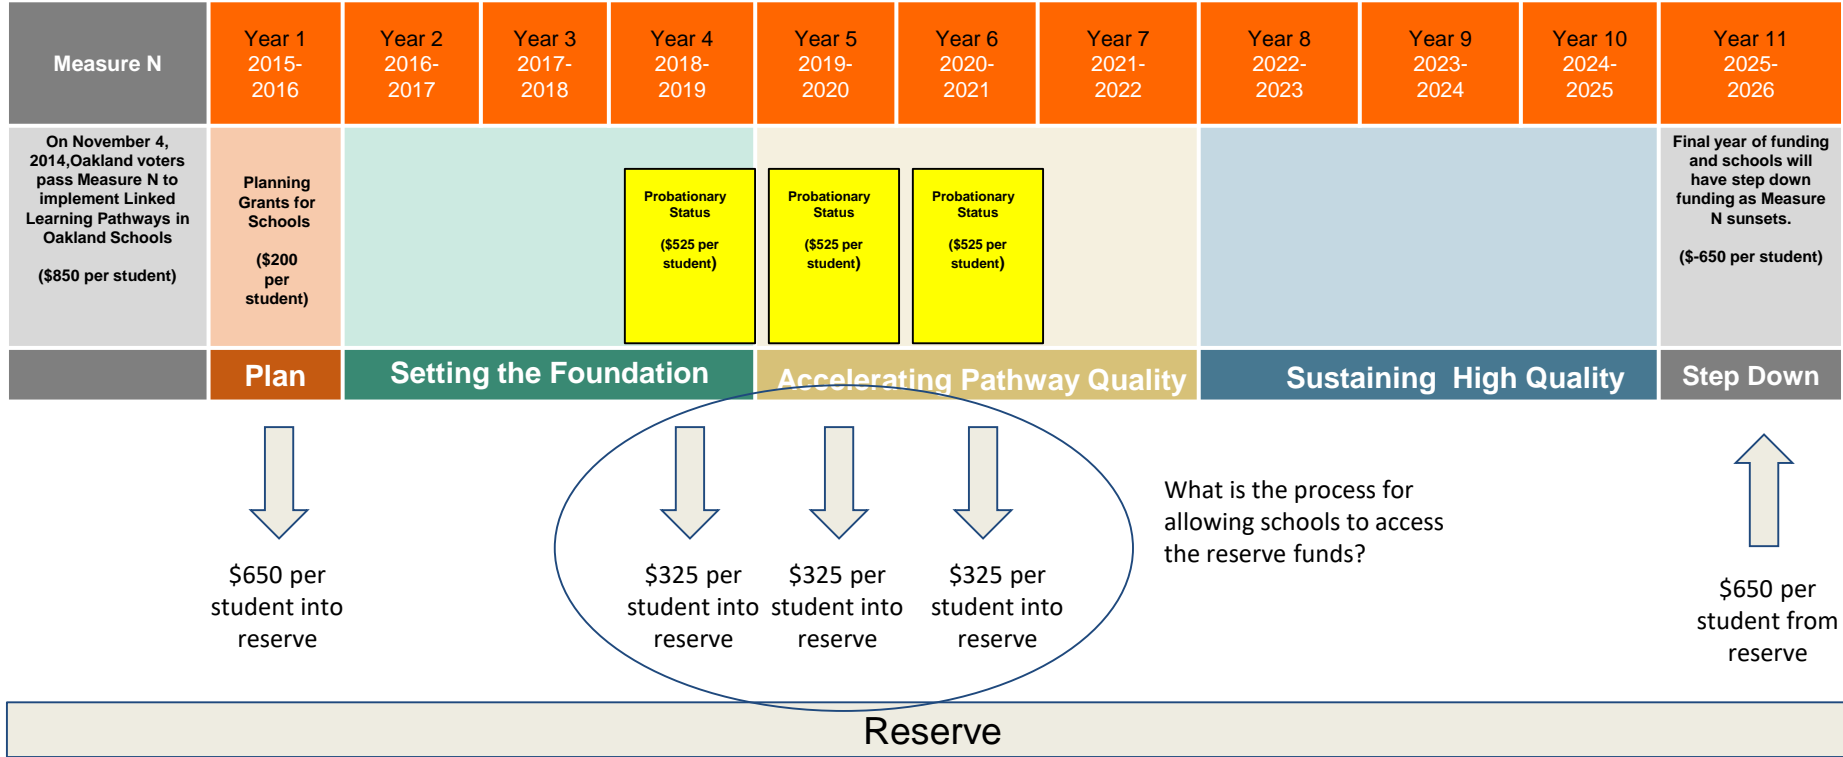 Measure N
Year 1
2015-
2016
Year 2
2016-
2017
Year 3
2017-
2018
Year 4
2018-
2019
Year 5
2019-
2020
Year 6
2020-
2021
Year 7
2021-
2022
Year 8
2022-
2023
Year 9
2023-
2024
Year 10
2024-
2025
Year 11
2025-
2026
On November 4,
2014,Oakland voters
pass Measure N to
implement Linked
Learning Pathways in
Oakland Schools
($850 per student)
Planning
Grants for
Schools
($200
per
student)
Probationary
Status
($525 per
student)
Probationary
Status
($525 per
student)
Probationary
Status
($525 per
student)
Final year of funding
and schools will
have step down
funding as Measure
N sunsets.
($-650 per student)
Plan
Setting the Foundation
Accelerating Pathway Quality
Sustaining High Quality
Step Down
$650 per
student into
reserve
$325 per
student into
reserve
$325 per
student into
reserve
$325 per
student into
reserve
What is the process for
allowing schools to access
the reserve funds?
$650 per
student from
reserve
Reserve